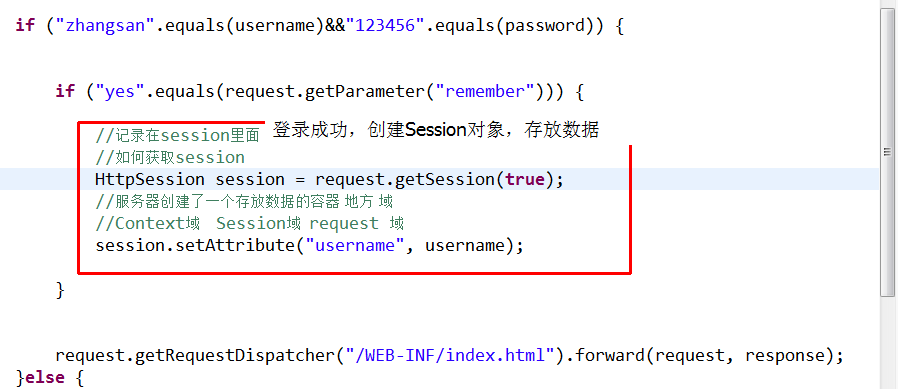 if ("zhangsan".equals(username)&&"123456".equals(password)) {
if ("yes".equals(request.getParameter("remember"))) {
//记录在session里面 登录成功，创建Session对象，存放数据
//如何获取session
HttpSession session = request.getSession(true);
//服务器创建了一个存放数据的容器 地方 域
//Context域 Session域 request 域
session.setAttribute("username", username);
}
request.getRequestDispatcher("/WEB-INF/index.html").forward(request, response);
}else {